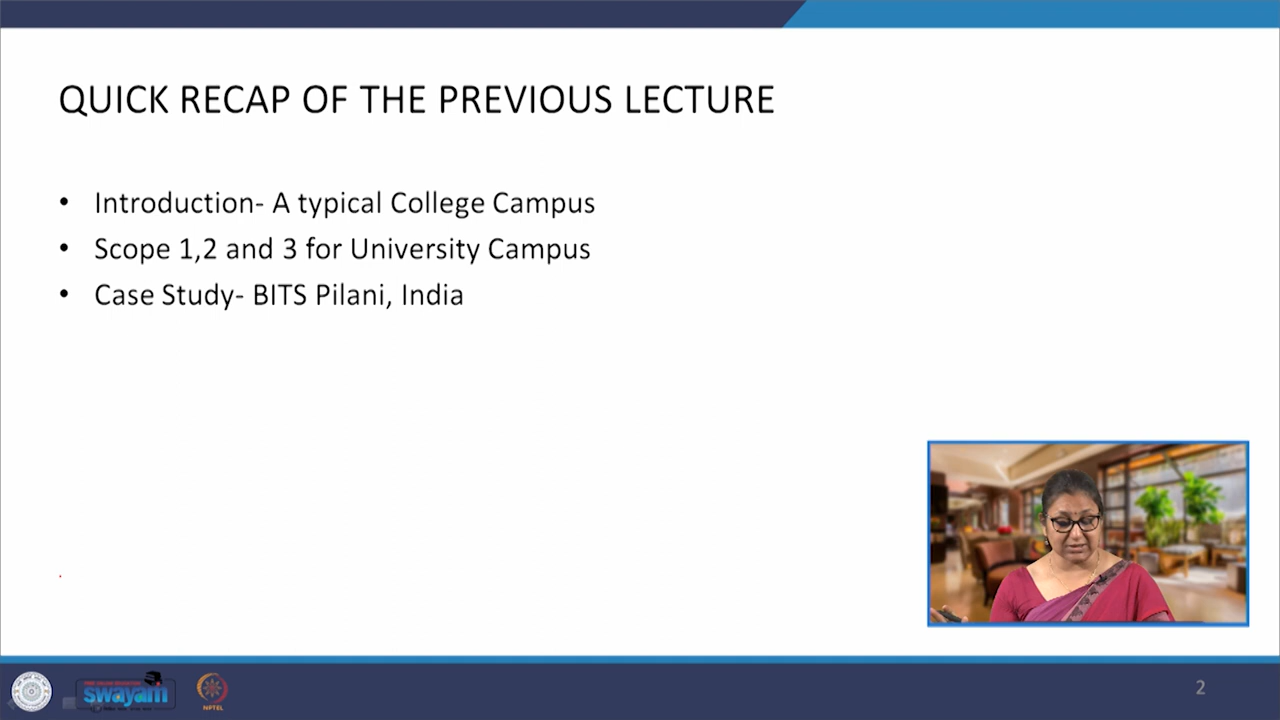 QUICK RECAP OF THE PREVIOUS LECTURE
• Introduction- A typical College Campus
• Scope 1,2 and 3 for University Campus
• Case Study- BITS Pilani, India
swayam
NPTEL
2